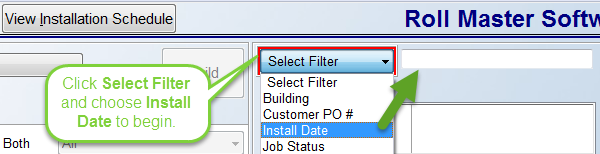 View Installation Schedule
Roll Master Softw
Select Filter
Click Select Filter
and choose Install
Date to begin.
Select Filter
Building
Customer PO #
Install Date
Job Status
Both
All